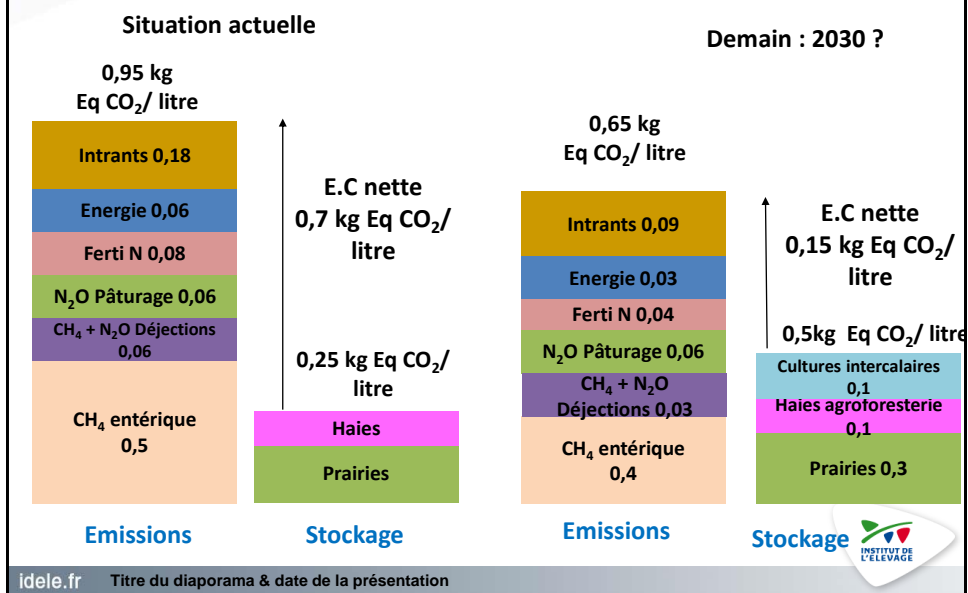 Situation actuelle
Demain : 2030 ?
0,95 kg
Eq CO₂/ litre
Intrants 0,18
Energie 0,06
Ferti N 0,08
N₂O Pâturage 0,06
CH₄ + N₂O Déjections
0,06
CH₄ entérique
0,5
Emissions
E.C nette
0,7 kg Eq CO₂/
litre
0,25 kg Eq CO₂/
litre
Haies
Prairies
Stockage
0,65 kg
Eq CO₂/ litre
Intrants 0,09
Energie 0,03
Ferti N 0,04
N₂O Pâturage 0,06
CH₄ + N₂O
Déjections 0,03
CH₄ entérique
0,4
Emissions
E.C nette
0,15 kg Eq CO₂/
litre
0,5kg Eq CO₂/ litre
Cultures intercalaires
0,1
Haies agroforesterie
0,1
Prairies 0,3
Stockage
INSTITUT DE
L'ELEVAGE
idele.fr Titre du diaporama & date de la présentation